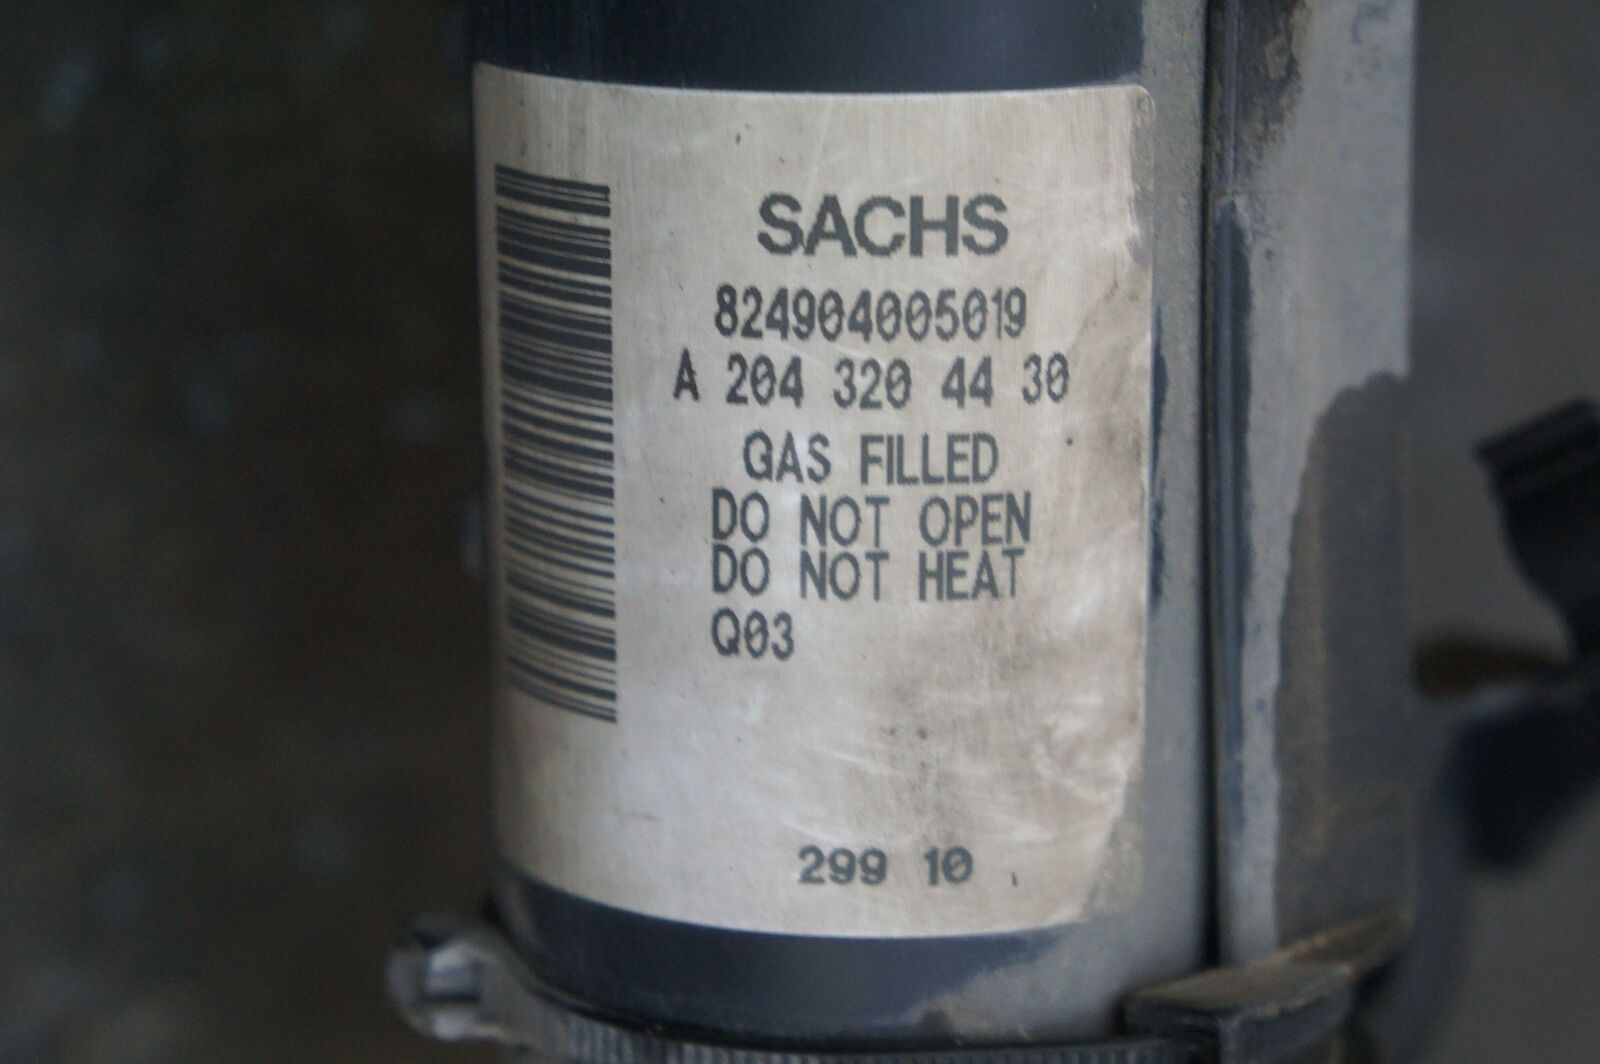 SACHS
824904005019
A 204 320 44 30
GAS FILLED
DO NOT OPEN
DO NOT HEAT
Q03
299 10